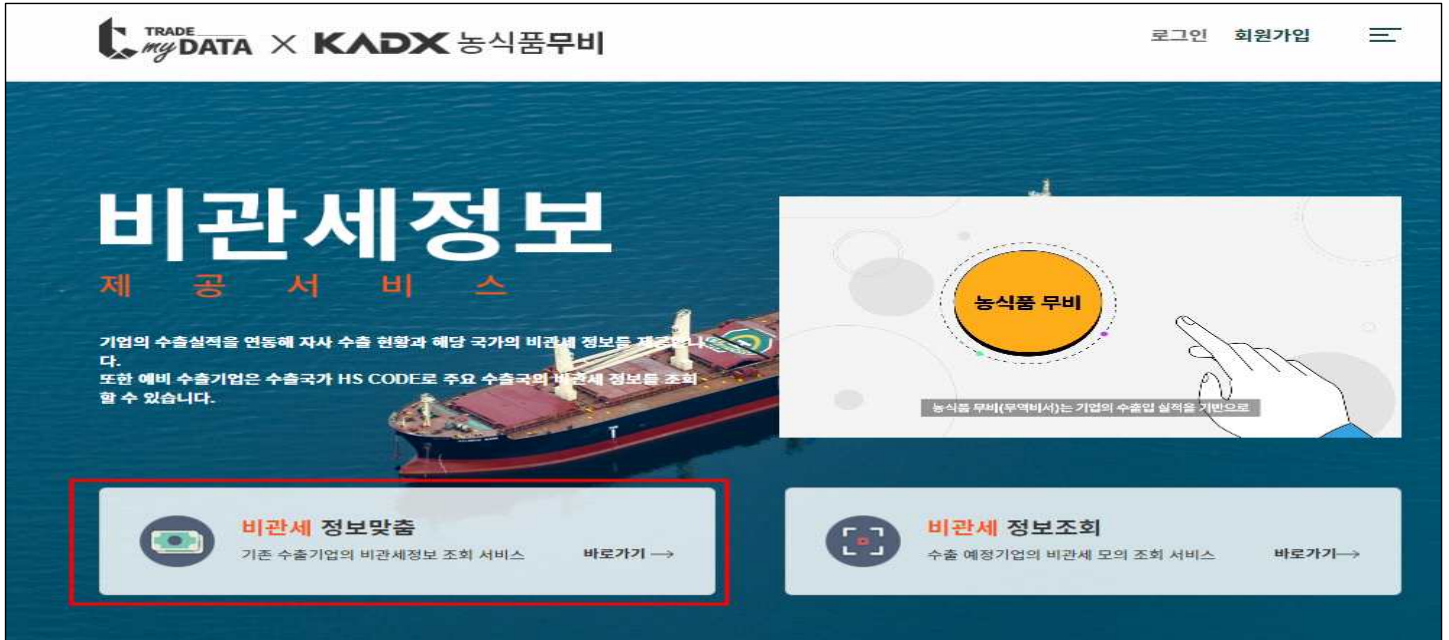 TRADE
myDATA × KADX 농식품무비
로그인 회원가입
비관세정보
제공서비스
기업의 수출실적을 연동해 자사 수출 현황과 해당 국가의 비관세 정보를 제공합니
다.
또한 예비 수출기업은 수출국가 HS CODE로 주요 수출국의 비관세 정보를 조회
할 수 있습니다.
농식품 무비
농식품 무비(무역비서)는 기업의 수출입 실적을 기반으로
비관세 정보맞춤
기존 수출기업의 비관세정보 조회 서비스 바로가기 →
비관세 정보조회
수출 예정기업의 비관세 모의 조회 서비스 바로가기→